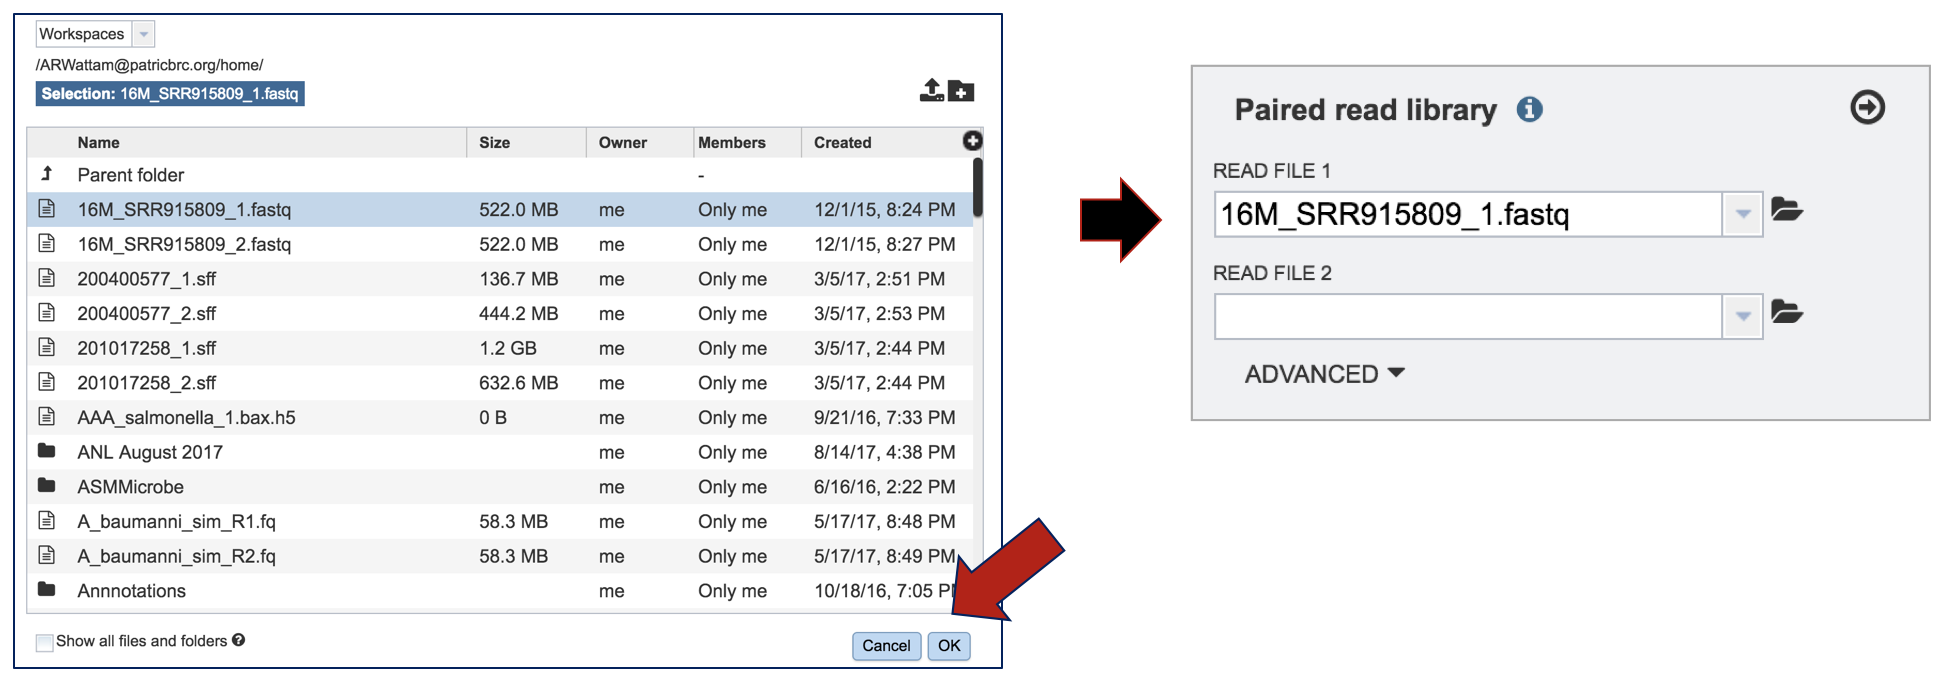 Workspaces
/ARWattam@patricbrc.org/home/
Selection: 16M_SRR915809_1.fastq
Name Size Owner Members Created
Parent folder -
16M_SRR915809_1.fastq 522.0 MB me Only me 12/1/15, 8:24 PM
16M_SRR915809_2.fastq 522.0 MB me Only me 12/1/15, 8:27 PM
200400577_1.sff 136.7 MB me Only me 3/5/17, 2:51 PM
200400577_2.sff 444.2 MB me Only me 3/5/17, 2:53 PM
201017258_1.sff 1.2 GB me Only me 3/5/17, 2:44 PM
201017258_2.sff 632.6 MB me Only me 3/5/17, 2:44 PM
AAA_salmonella_1.bax.h5 0 B me Only me 9/21/16, 7:33 PM
ANL August 2017 me Only me 8/14/17, 4:38 PM
ASMMicrobe me Only me 6/16/16, 2:22 PM
A_baumanni_sim_R1.fq 58.3 MB me Only me 5/17/17, 8:48 PM
A_baumanni_sim_R2.fq 58.3 MB me Only me 5/17/17, 8:49 PM
Annnotations me Only me 10/18/16, 7:05 PM
Show all files and folders
Cancel OK
Paired read library
READ FILE 1
16M_SRR915809_1.fastq
READ FILE 2
ADVANCED